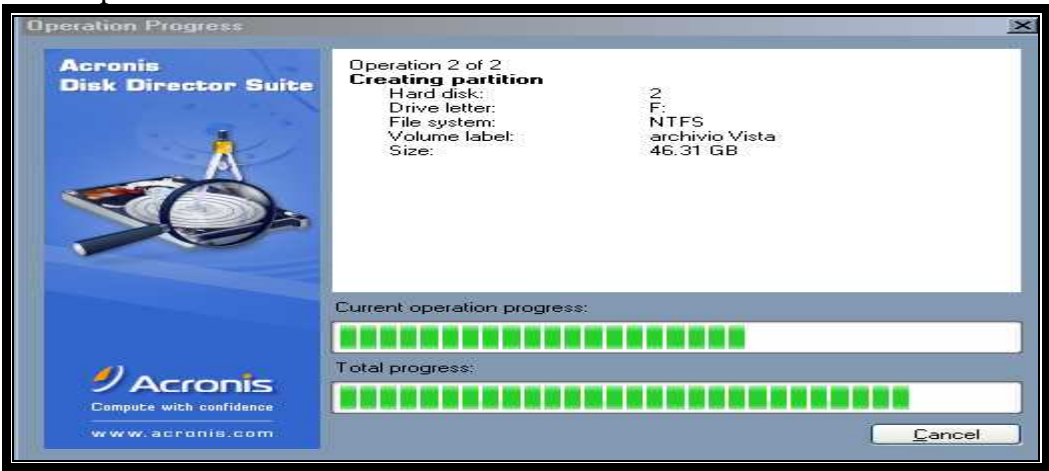 Operation Progress
Acronis
Disk Director Suite
Operation 2 of 2
Creating partition
Hard disk: 2
Drive letter: F:
File system: NTFS
Volume label: archivio Vista
Size: 46.31 GB
Current operation progress:
Total progress:
Acronis
Compute with confidence
www.acronis.com
Cancel